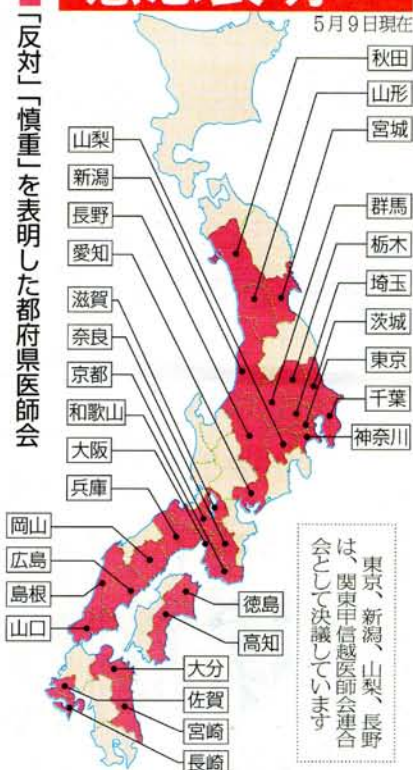 5月9日現在
「反対」「慎重」を表明した都府県医師会
秋田
山形
宮城
山梨
新潟
長野
愛知
滋賀
奈良
京都
和歌山
大阪
兵庫
群馬
栃木
埼玉
茨城
東京
千葉
神奈川
岡山
広島
島根
山口
徳島
高知
大分
佐賀
宮崎
長崎
東京、新潟、山梨、長野
は、関東甲信越医師会連合
会として決議しています